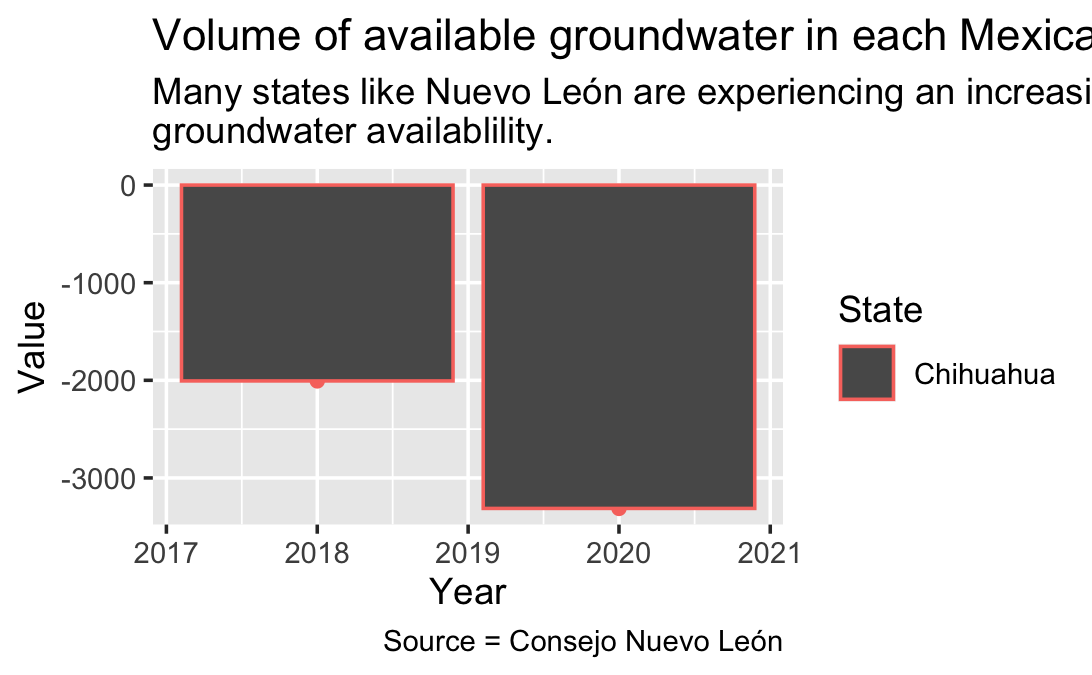 Volume of available groundwater in each Mexica
Many states like Nuevo León are experiencing an increasi
groundwater availablility.
0
-1000
-2000
-3000
Value
2017 2018 2019 2020 2021
Year
State
Chihuahua
Source = Consejo Nuevo León